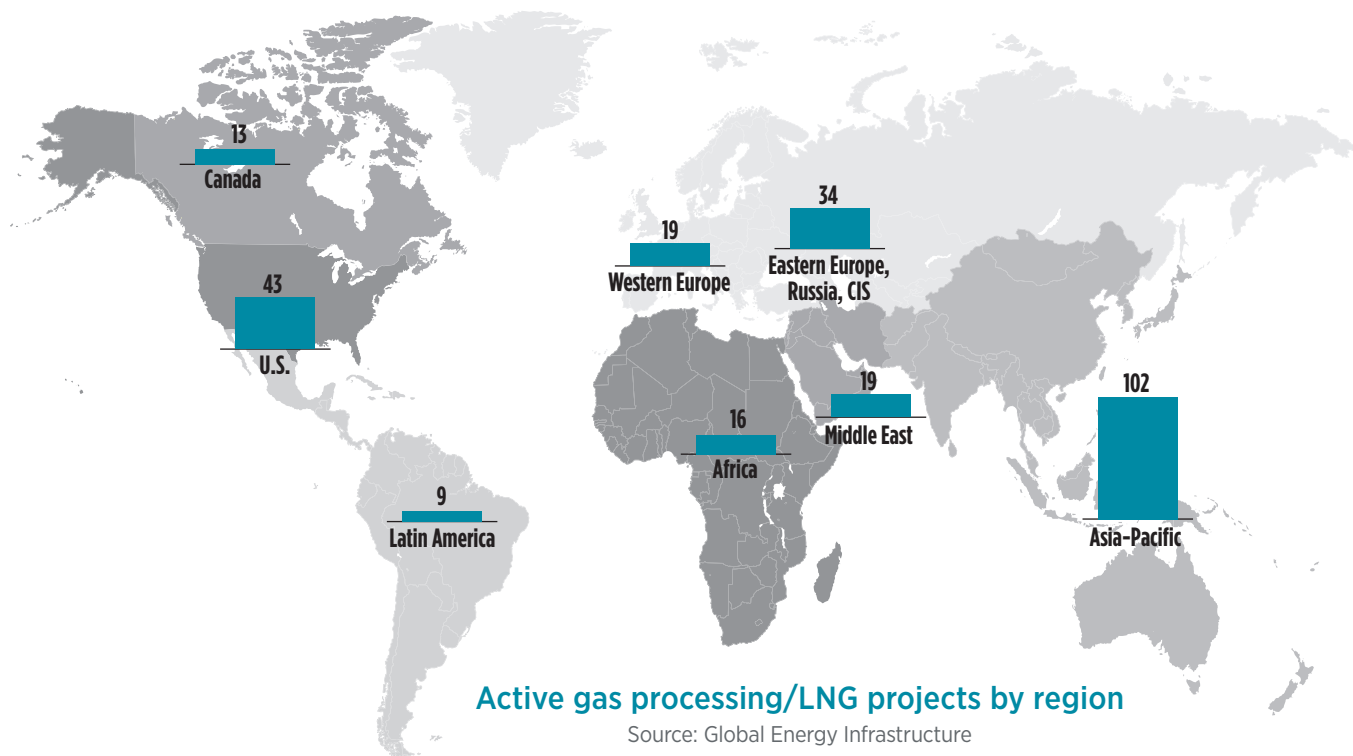 13
Canada
43
U.S.
9
Latin America
19
Western Europe
34
Eastern Europe,
Russia, CIS
16
Africa
19
Middle East
102
Asia-Pacific
Active gas processing/LNG projects by region
Source: Global Energy Infrastructure